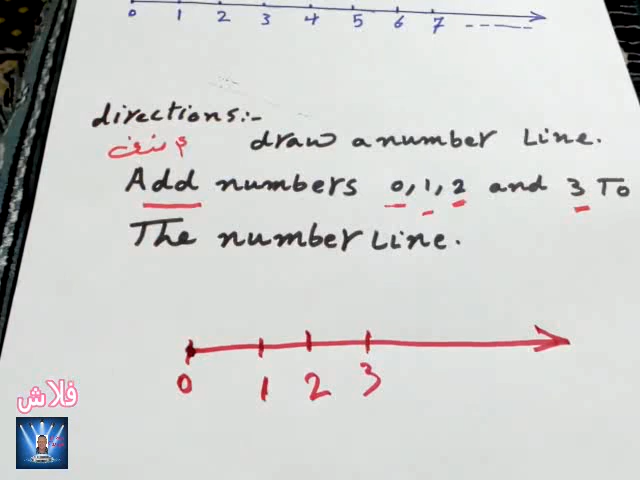 0 1 2 3 4 5 6 7 ------
directions:-
draw a number Line.
Add numbers 0, 1, 2 and 3 To
The number Line.
0 1 2 3
فلاش